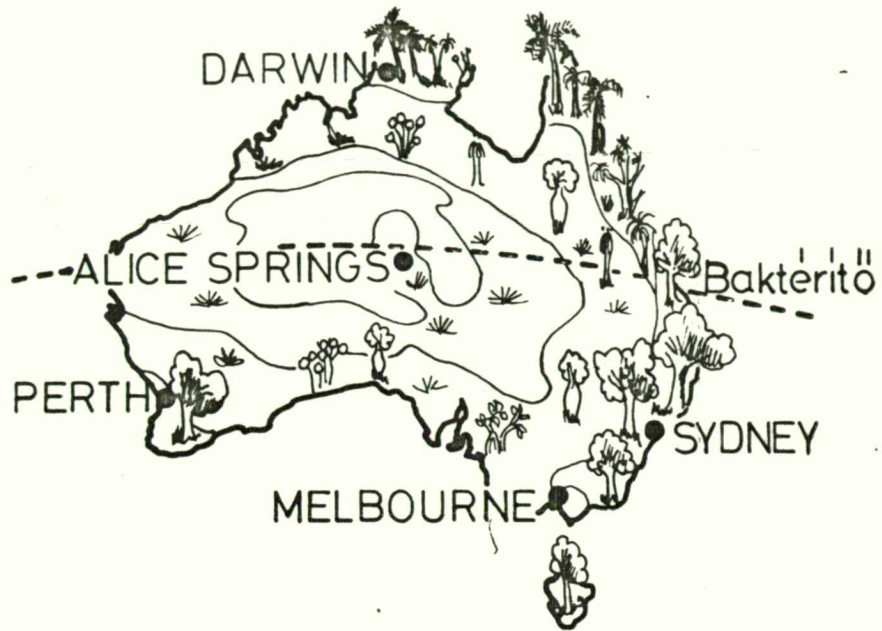 DARWIN
ALICE SPRINGS
Baktérítő
PERTH
SYDNEY
MELBOURNE